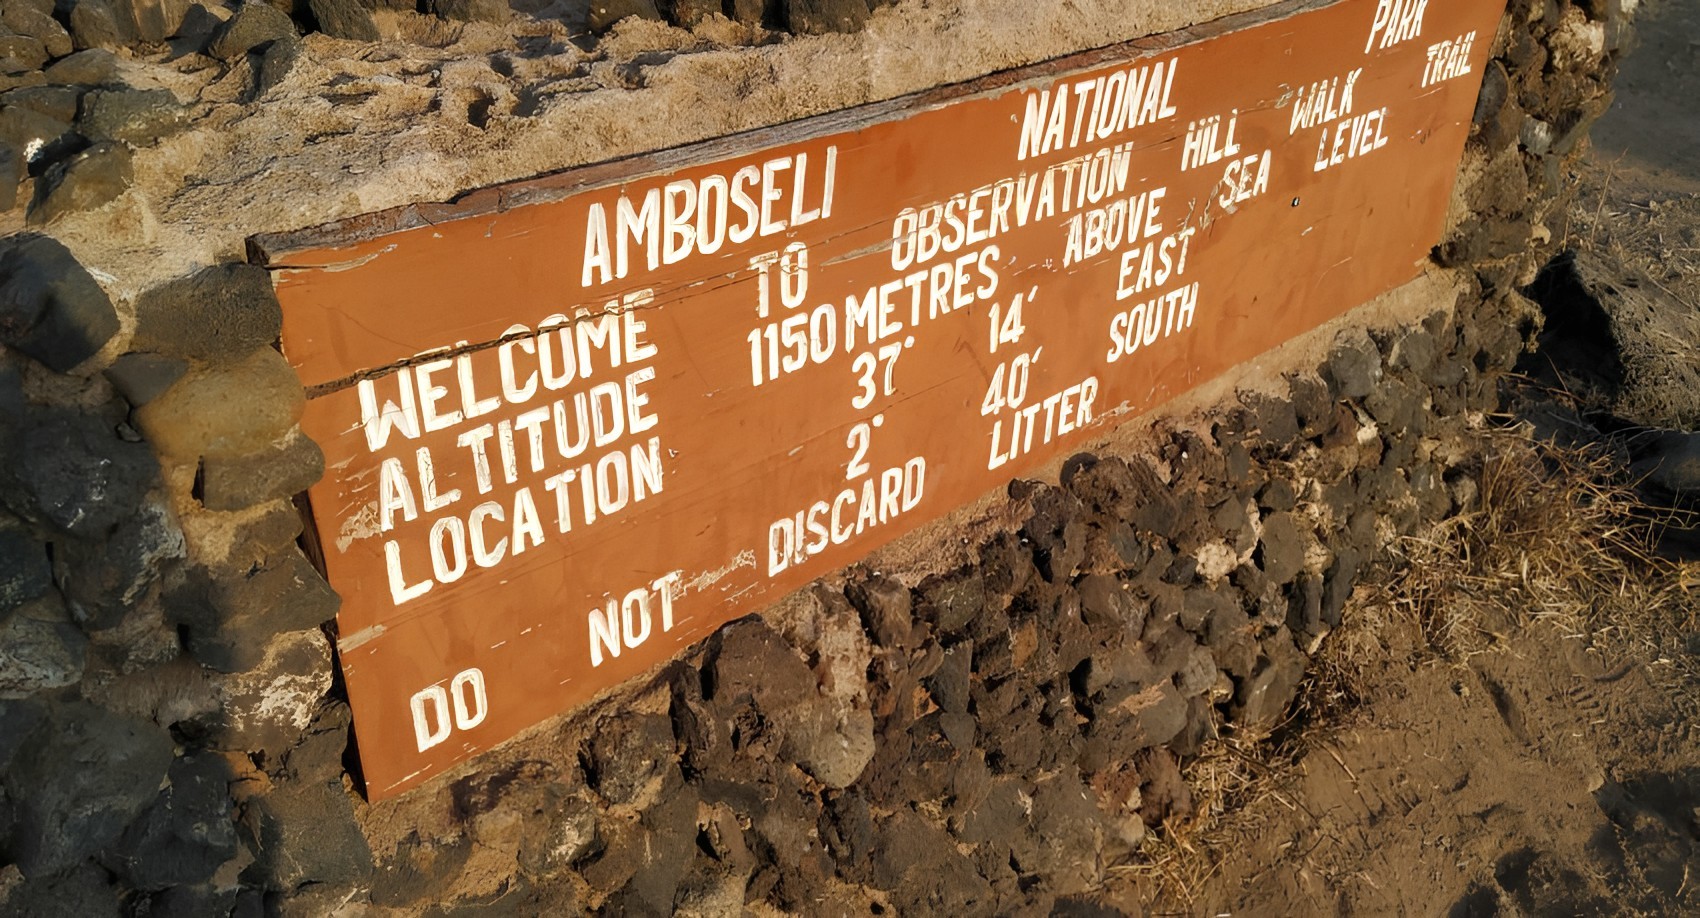 AMBOSELI NATIONAL PARK
WELCOME TO OBSERVATION HILL WALK TRAIL
ALTITUDE 1150 METRES ABOVE SEA LEVEL
LOCATION 37° 14′ EAST
2° 40′ SOUTH
DO NOT DISCARD LITTER